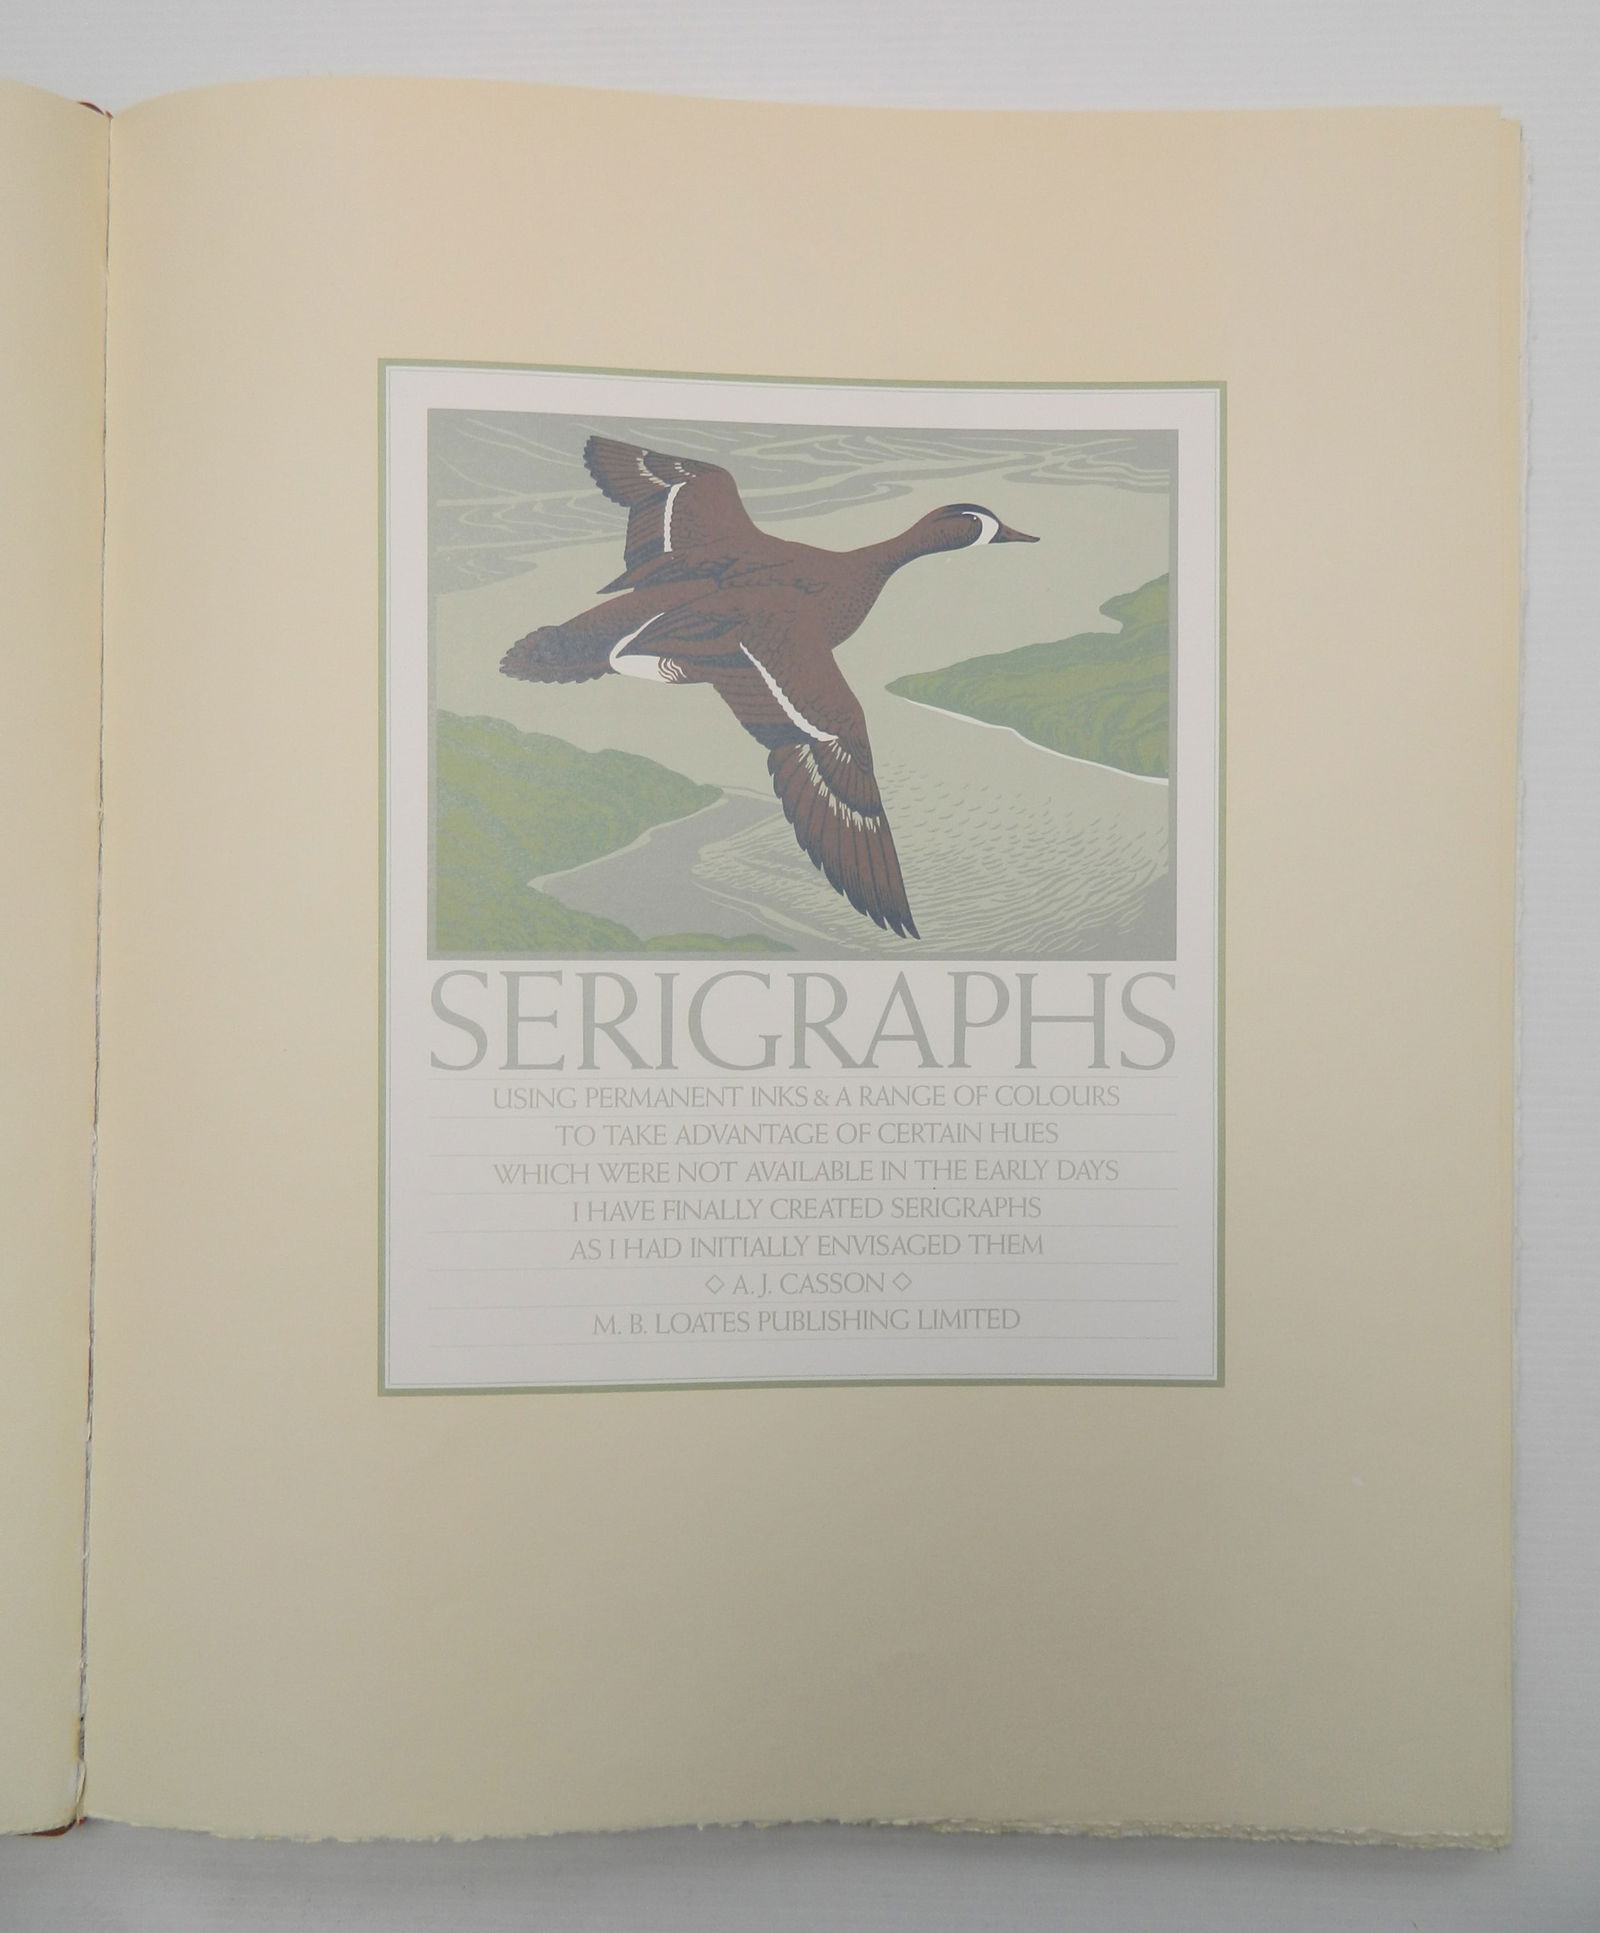 SERIGRAPHS
USING PERMANENT INKS & A RANGE OF COLOURS
TO TAKE ADVANTAGE OF CERTAIN HUES
WHICH WERE NOT AVAILABLE IN THE EARLY DAYS
I HAVE FINALLY CREATED SERIGRAPHS
AS I HAD INITIALLY ENVISAGED THEM
◇ A. J. CASSON ◇
M. B. LOATES PUBLISHING LIMITED